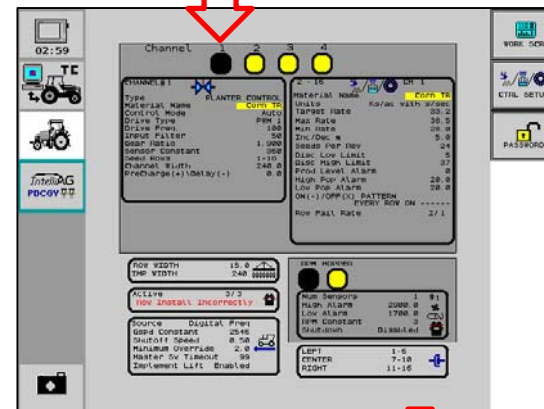 02:59
TC
IntelliAG
PDCGY
Channel 1 2 3 4
CHANNEL# 1
Type PLANTER CONTROL
Material Name Corn TR
Control Mode Auto
Drive Type PWM 1
Drive Freq. 100
Input Filter 50
Gear Ratio 1.900
Sensor Constant 360
Seed Rows 1-16
Channel Width 240.0
PreCharge(+)\Delay(-) 0.0
2 - 16 CH 1
Material Name Corn TR
Units Ks/ac with s/sec
Target Rate 33.2
Max Rate 38.5
Min Rate 28.0
Inc/Dec % 5.0
Seeds Per Rev 24
Disc Low Limit 5
Disc High Limit 37
Prod Level Alarm 0
High Pop Alarm 20.0
Low Pop Alarm 20.0
ON(-)/OFF(X) PATTERN
EVERY ROW ON ------
Row Fail Rate 2/1
ROW WIDTH 15.0
IMP WIDTH 240
Active 3/3
Row Install Incorrectly
Source Digital Freq
Gspd Constant 2546
Shutoff Speed 0.50
Minimum Override 2.0
Master Sw Timeout 99
Implement Lift Enabled
RPM HOPPER
Num Sensors 1 #1
High Alarm 2000.0
Low Alarm 1700.0
RPM Constant 3
Shutdown Disabled
LEFT 1-6
CENTER 7-10
RIGHT 11-16
WORK SCR
CTRL SETU
PASSWORD